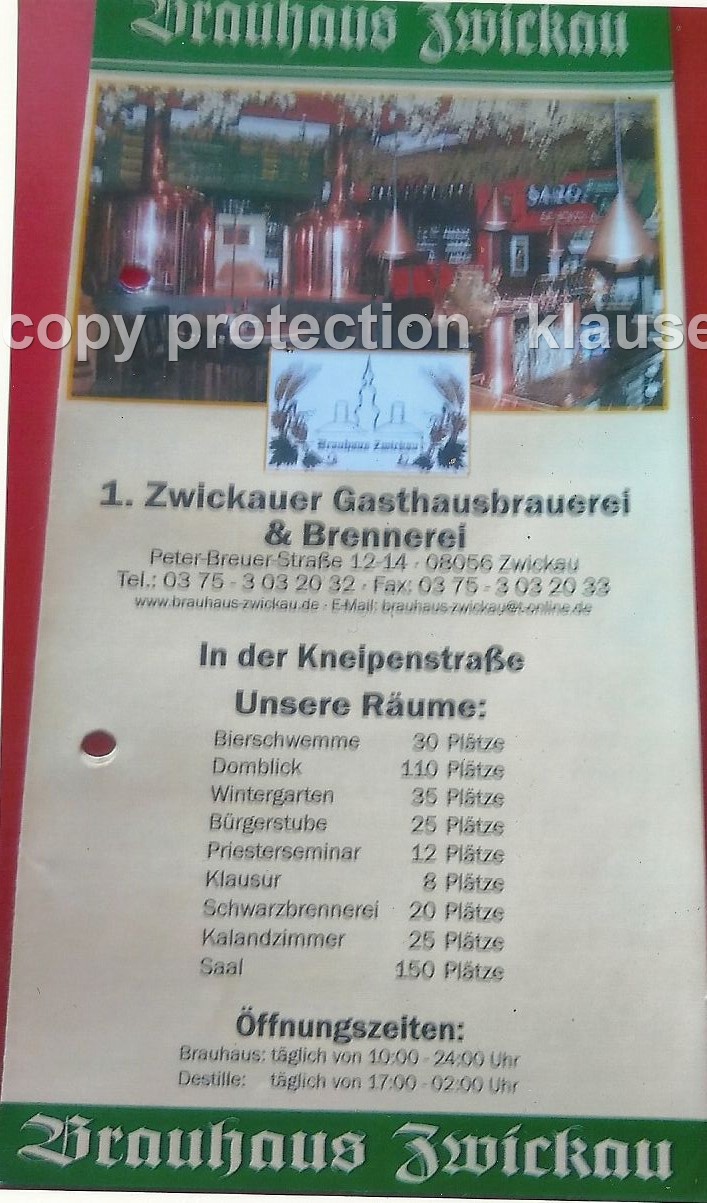 Brauhaus Zwickau
copy protection klause
Brauhaus Zwickau
1. Zwickauer Gasthausbrauerei
& Brennerei
Peter-Breuer-Straße 12-14 · 08056 Zwickau
Tel.: 03 75 - 3 03 20 32 · Fax: 03 75 - 3 03 20 33
www.brauhaus-zwickau.de · E-Mail: brauhaus-zwickau@t-online.de
In der Kneipenstraße
Unsere Räume:
Bierschwemme 30 Plätze
Domblick 110 Plätze
Wintergarten 35 Plätze
Bürgerstube 25 Plätze
Priesterseminar 12 Plätze
Klausur 8 Plätze
Schwarzbrennerei 20 Plätze
Kalandzimmer 25 Plätze
Saal 150 Plätze
Öffnungszeiten:
Brauhaus: täglich von 10:00 - 24:00 Uhr
Destille: täglich von 17:00 - 02:00 Uhr
Brauhaus Zwickau